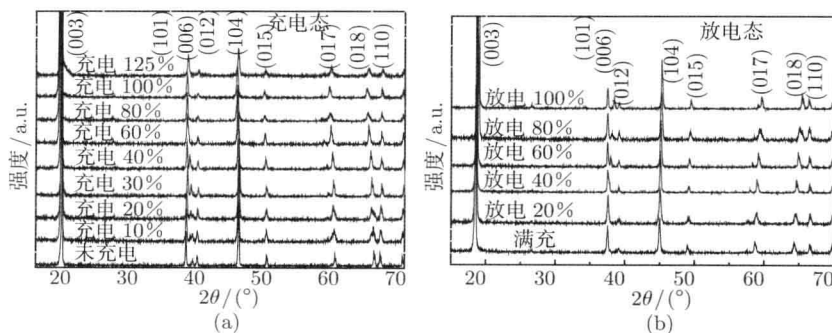 充电态
(003)
(101)
(006)
(012)
(104)
(015)
(017)
(018)
(110)
充电 125%
充电 100%
充电 80%
充电 60%
充电 40%
充电 30%
充电 20%
充电 10%
未充电
强度/a.u.
20 30 40 50 60 70
2θ/(°)
(a)
放电态
(003)
(101)
(006)
(012)
(104)
(015)
(017)
(018)
(110)
放电 100%
放电 80%
放电 60%
放电 40%
放电 20%
满充
强度/a.u.
15 20 30 40 50 60 70
2θ/(°)
(b)